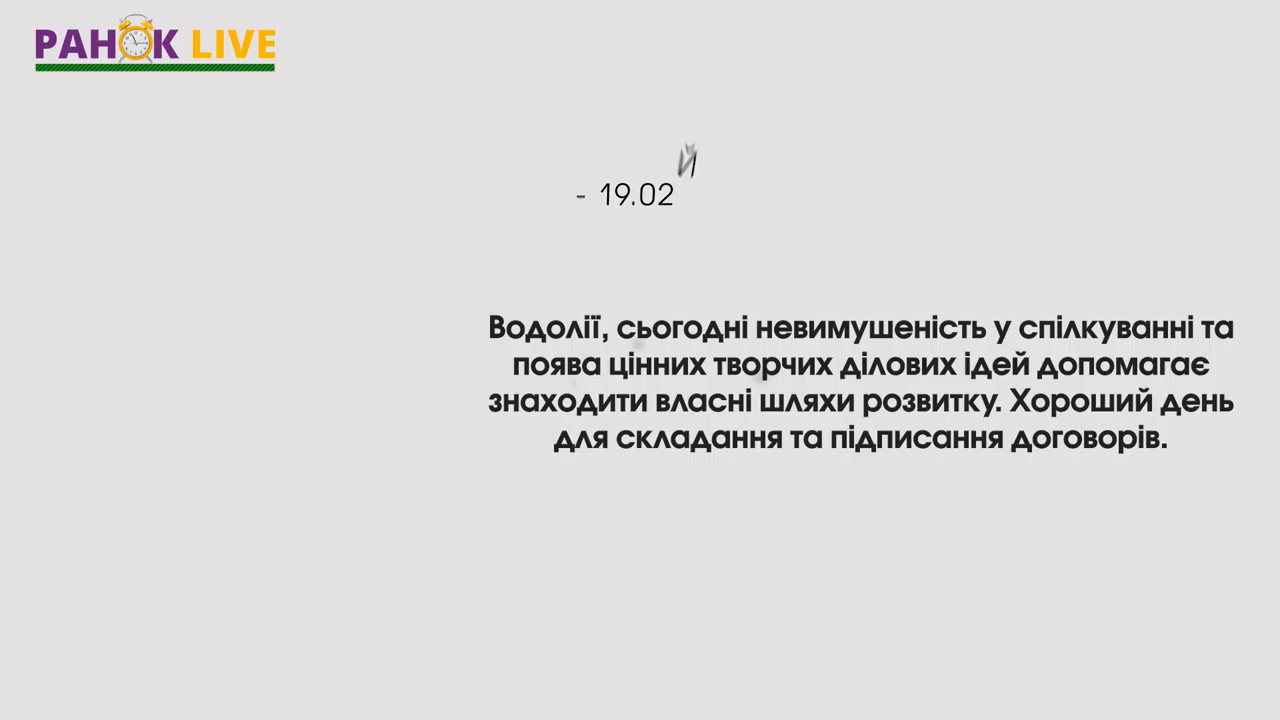 РАНОК LIVE
Й
- 19.02
Водолії, сьогодні невимушеність у спілкуванні та
поява цінних творчих ділових ідей допомагає
знаходити власні шляхи розвитку. Хороший день
для складання та підписання договорів.